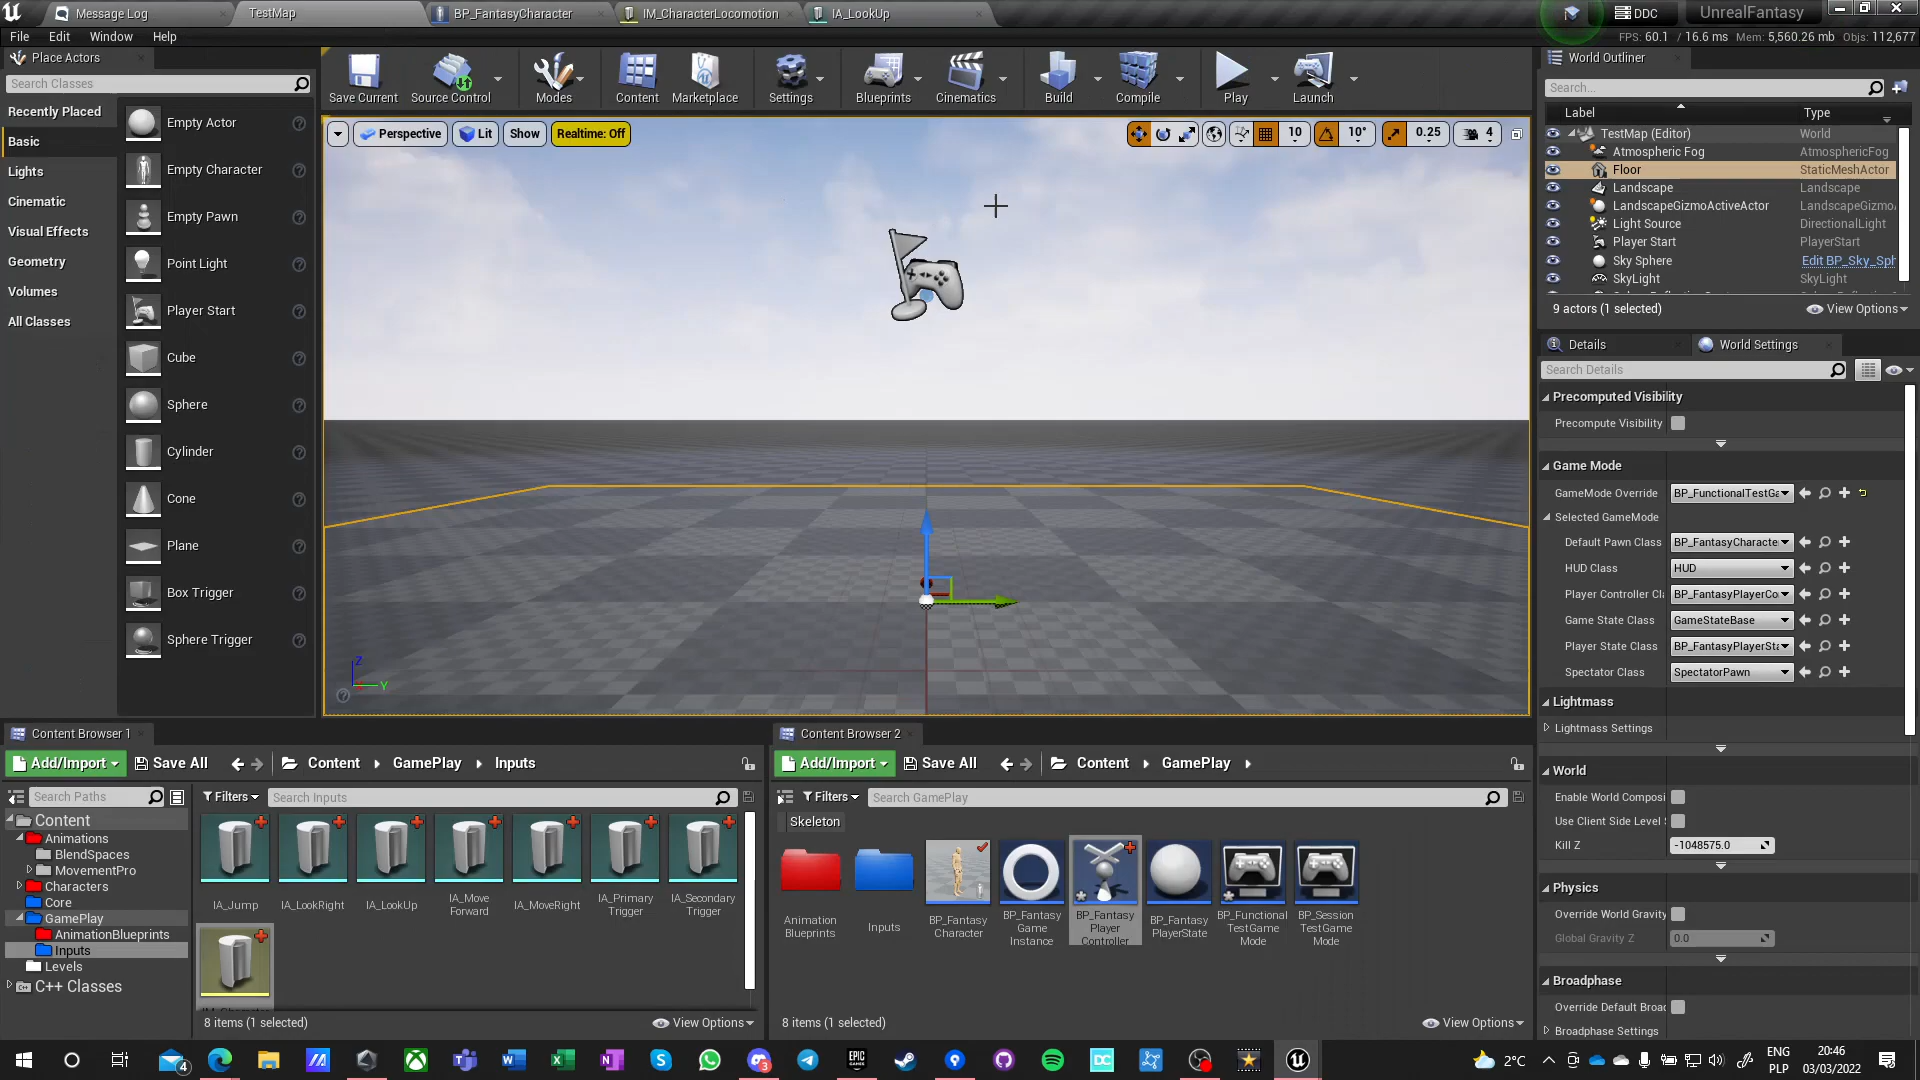 Message Log
TestMap
BP_FantasyCharacter
IM_CharacterLocomotion
IA_LookUp
DDC
UnrealFantasy
File Edit Window Help
FPS: 60.1 / 16.6 ms Mem: 5,560.26 mb Objs: 112,677
Place Actors
Search Classes
Recently Placed
Basic
Lights
Cinematic
Visual Effects
Geometry
Volumes
All Classes
Empty Actor
Empty Character
Empty Pawn
Point Light
Player Start
Cube
Sphere
Cylinder
Cone
Plane
Box Trigger
Sphere Trigger
Save Current
Source Control
Modes
Content
Marketplace
Settings
Blueprints
Cinematics
Build
Compile
Play
Launch
Perspective
Lit
Show
Realtime: Off
10
10°
0.25
4
Z
Y
World Outliner
Search...
Label Type
TestMap (Editor) World
Atmospheric Fog AtmosphericFog
Floor StaticMeshActor
Landscape Landscape
LandscapeGizmoActiveActor LandscapeGizmo
Light Source DirectionalLight
Player Start PlayerStart
Sky Sphere Edit BP_Sky_Sph
SkyLight SkyLight
9 actors (1 selected)
View Options
Details
World Settings
Search Details
Precomputed Visibility
Precompute Visibility
Game Mode
GameMode Override BP_FunctionalTestGa
Selected GameMode
Default Pawn Class BP_FantasyCharacte
HUD Class HUD
Player Controller Cl BP_FantasyPlayerCo
Game State Class GameStateBase
Player State Class BP_FantasyPlayerSta
Spectator Class SpectatorPawn
Lightmass
Lightmass Settings
World
Enable World Composi
Use Client Side Level S
Kill Z -1048575.0
Physics
Override World Gravity
Global Gravity Z 0.0
Broadphase
Override Default Broad
Broadphase Settings
Content Browser 1
Add/Import
Save All
Content
GamePlay
Inputs
Search Paths
Filters
Search Inputs
Content
Animations
BlendSpaces
MovementPro
Characters
Core
GamePlay
AnimationBlueprints
Inputs
Levels
C++ Classes
IA_Jump
IA_LookRight
IA_LookUp
IA_Move
Forward
IA_MoveRight
IA_Primary
Trigger
IA_Secondary
Trigger
8 items (1 selected)
View Options
Content Browser 2
Add/Import
Save All
Content
GamePlay
Filters
Search GamePlay
Skeleton
Animation
Blueprints
Inputs
BP_Fantasy
Character
BP_Fantasy
Game
Instance
BP_Fantasy
Player
Controller
BP_Fantasy
PlayerState
BP_Functional
TestGame
Mode
BP_Session
TestGame
Mode
8 items (1 selected)
View Options
4
3
EPIC
GAMES
DC
2°C
ENG
PLP
20:46
03/03/2022